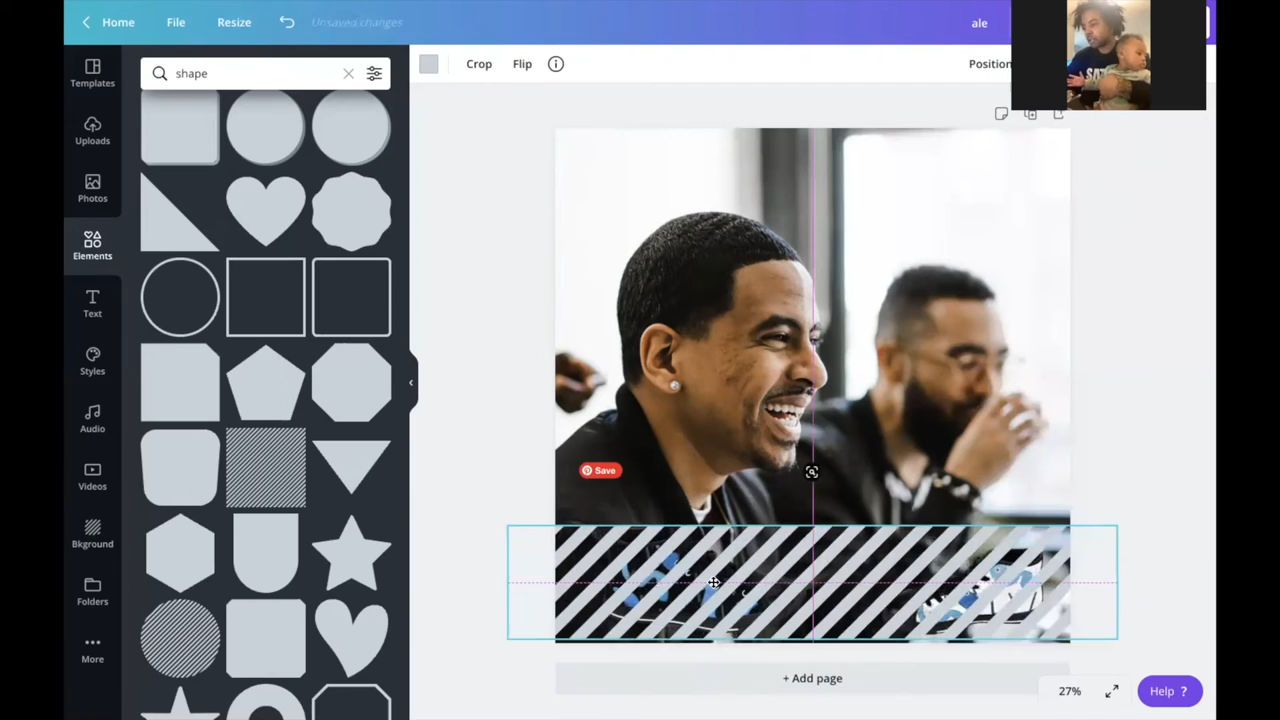 Home
File
Resize
Unsaved changes
ale
Templates
Uploads
Photos
Elements
Text
Styles
Audio
Videos
Bkground
Folders
More
shape
Crop
Flip
Position
Save
+ Add page
27%
Help ?